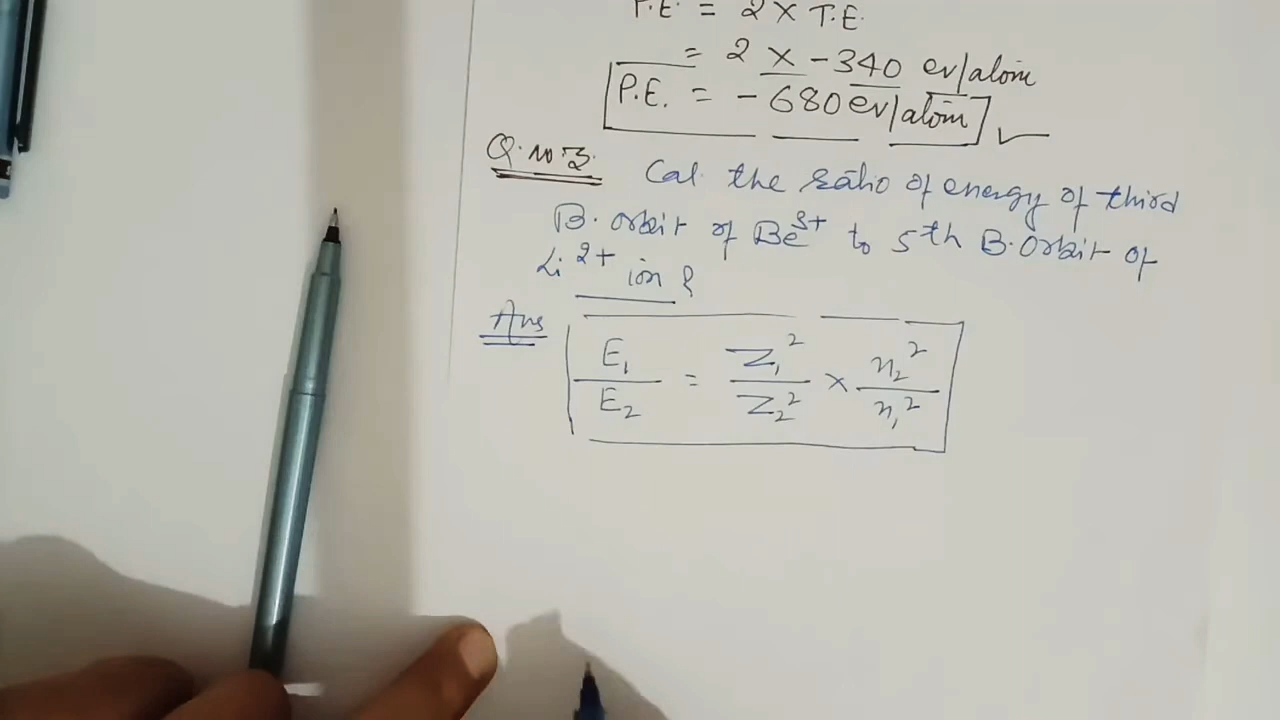 P.E. = 2 x T.E.
= 2 x -340 ev/atom
P.E. = - 680 ev/atom
Q.no.3. Cal. the ratio of energy of third
B.orbit of Be3+ to 5th B.Orbit of
Li2+ ion ?
Ans E₁/E₂ = Z₁²/Z₂² x n₂²/n₁²